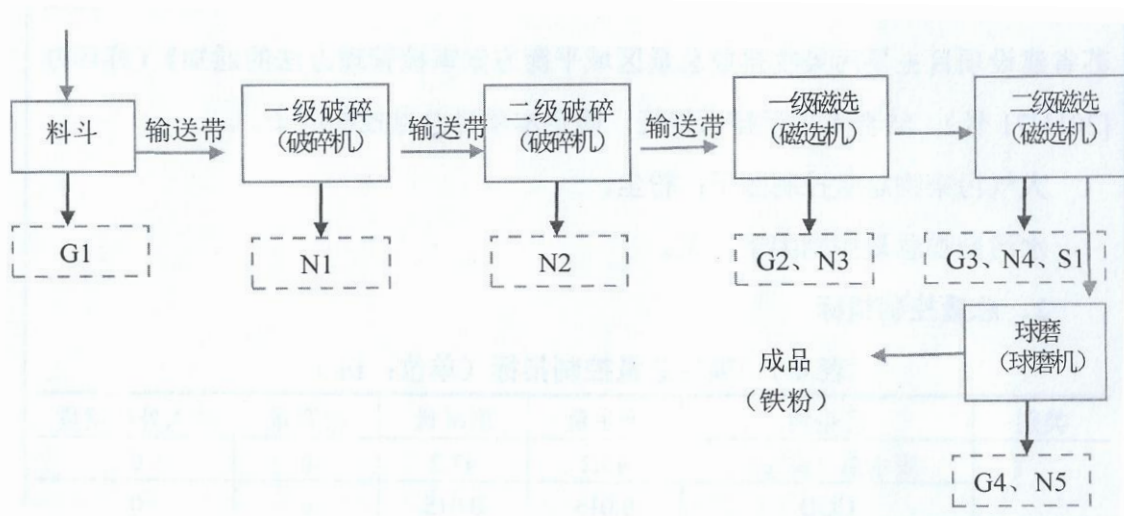 料斗
输送带
一级破碎
(破碎机)
输送带
二级破碎
(破碎机)
输送带
一级磁选
(磁选机)
二级磁选
(磁选机)
G1
N1
N2
G2、N3
G3、N4、S1
球磨
(球磨机)
成品
(铁粉)
G4、N5